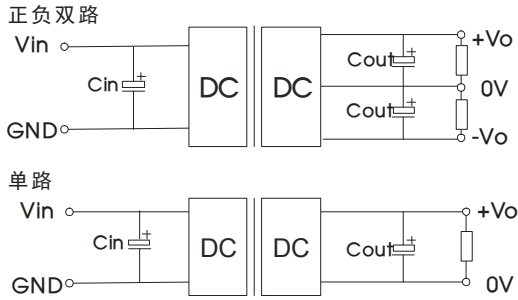 正负双路
Vin
+Vo
Cout
+
Cin
+
DC
DC
0V
Cout
+
GND
-Vo
单路
Vin
+Vo
Cin
+
DC
DC
Cout
+
GND
0V